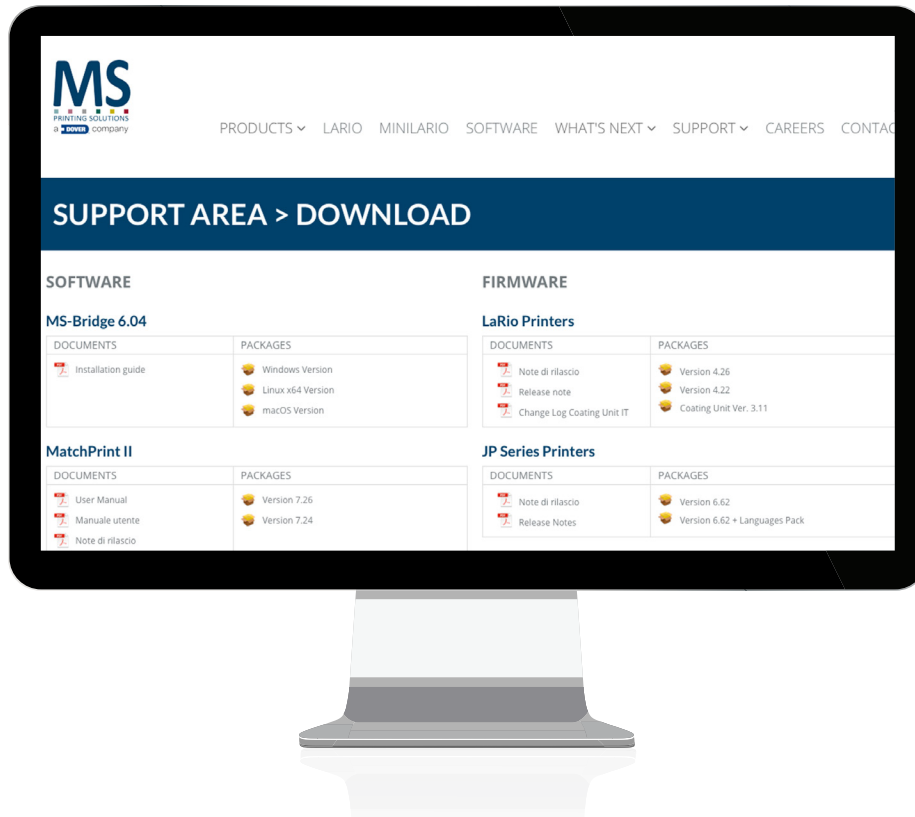 MS
PRINTING SOLUTIONS
a DOVER company
PRODUCTS LARIO MINILARIO SOFTWARE WHAT'S NEXT SUPPORT CAREERS CONTAC
SUPPORT AREA > DOWNLOAD
SOFTWARE
MS-Bridge 6.04
DOCUMENTS PACKAGES
Installation guide Windows Version
Linux x64 Version
macOS Version
MatchPrint II
DOCUMENTS PACKAGES
User Manual Version 7.26
Manuale utente Version 7.24
Note di rilascio
FIRMWARE
LaRio Printers
DOCUMENTS PACKAGES
Note di rilascio Version 4.26
Release note Version 4.22
Change Log Coating Unit IT Coating Unit Ver. 3.11
JP Series Printers
DOCUMENTS PACKAGES
Note di rilascio Version 6.62
Release Notes Version 6.62 + Languages Pack